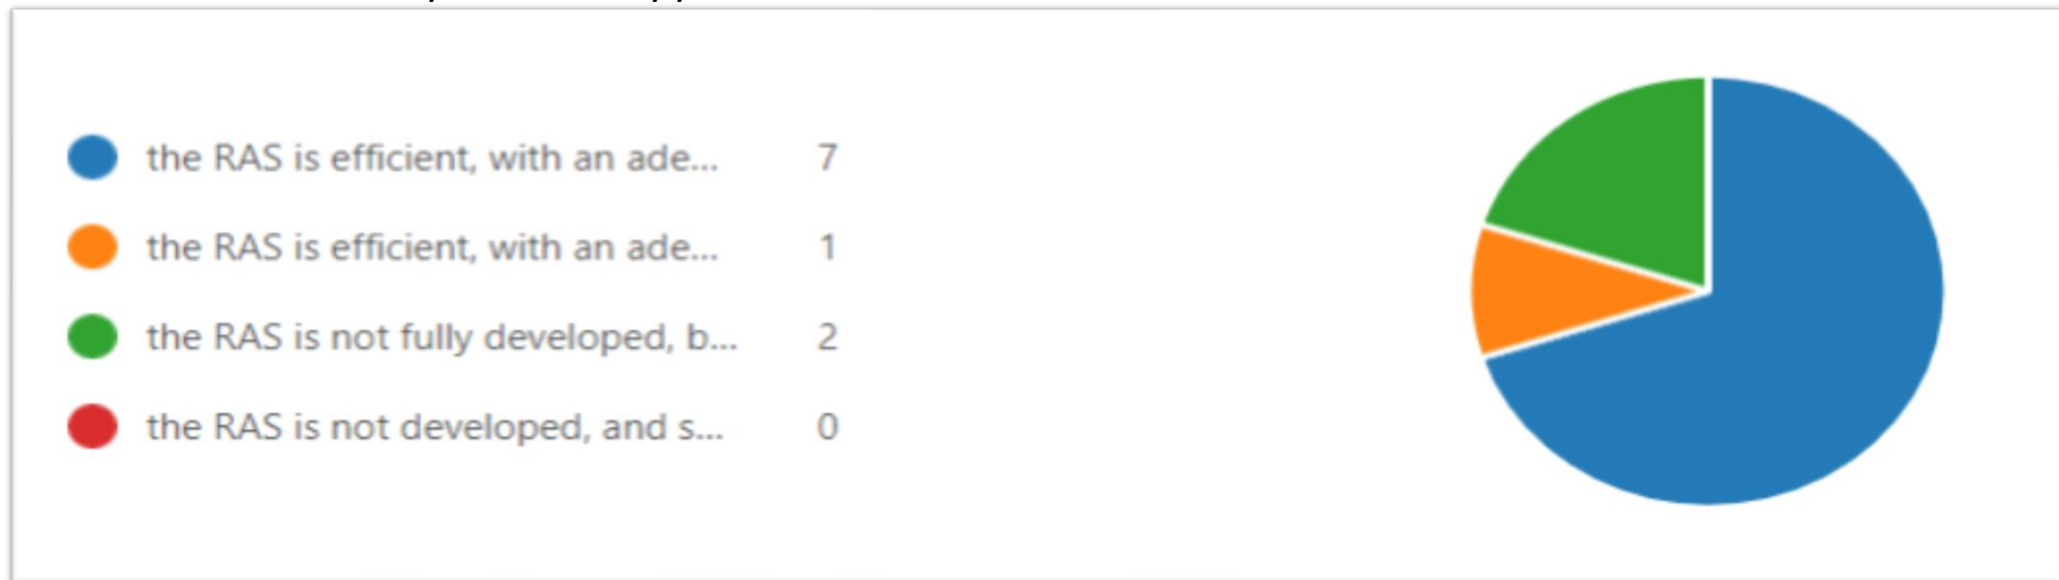 the RAS is efficient, with an ade... 7
the RAS is efficient, with an ade... 1
the RAS is not fully developed, b... 2
the RAS is not developed, and s... 0